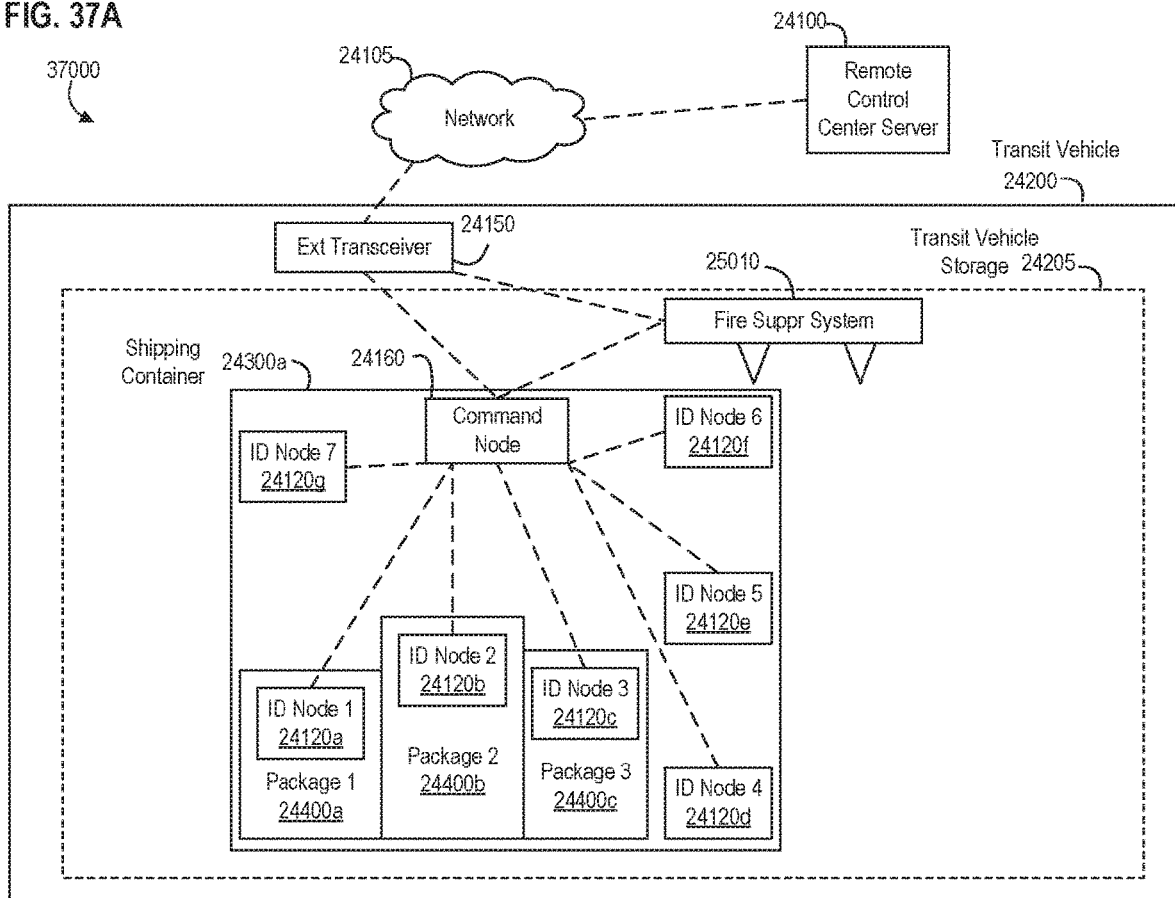 FIG. 37A
37000
24105
Network
24100
Remote
Control
Center Server
Transit Vehicle
24200
Ext Transceiver
24150
Transit Vehicle
Storage 24205
25010
Fire Suppr System
Shipping
Container
24300a
24160
Command
Node
ID Node 6
24120f
ID Node 7
24120g
ID Node 5
24120e
ID Node 2
24120b
ID Node 3
24120c
ID Node 1
24120a
Package 1
24400a
Package 2
24400b
Package 3
24400c
ID Node 4
24120d